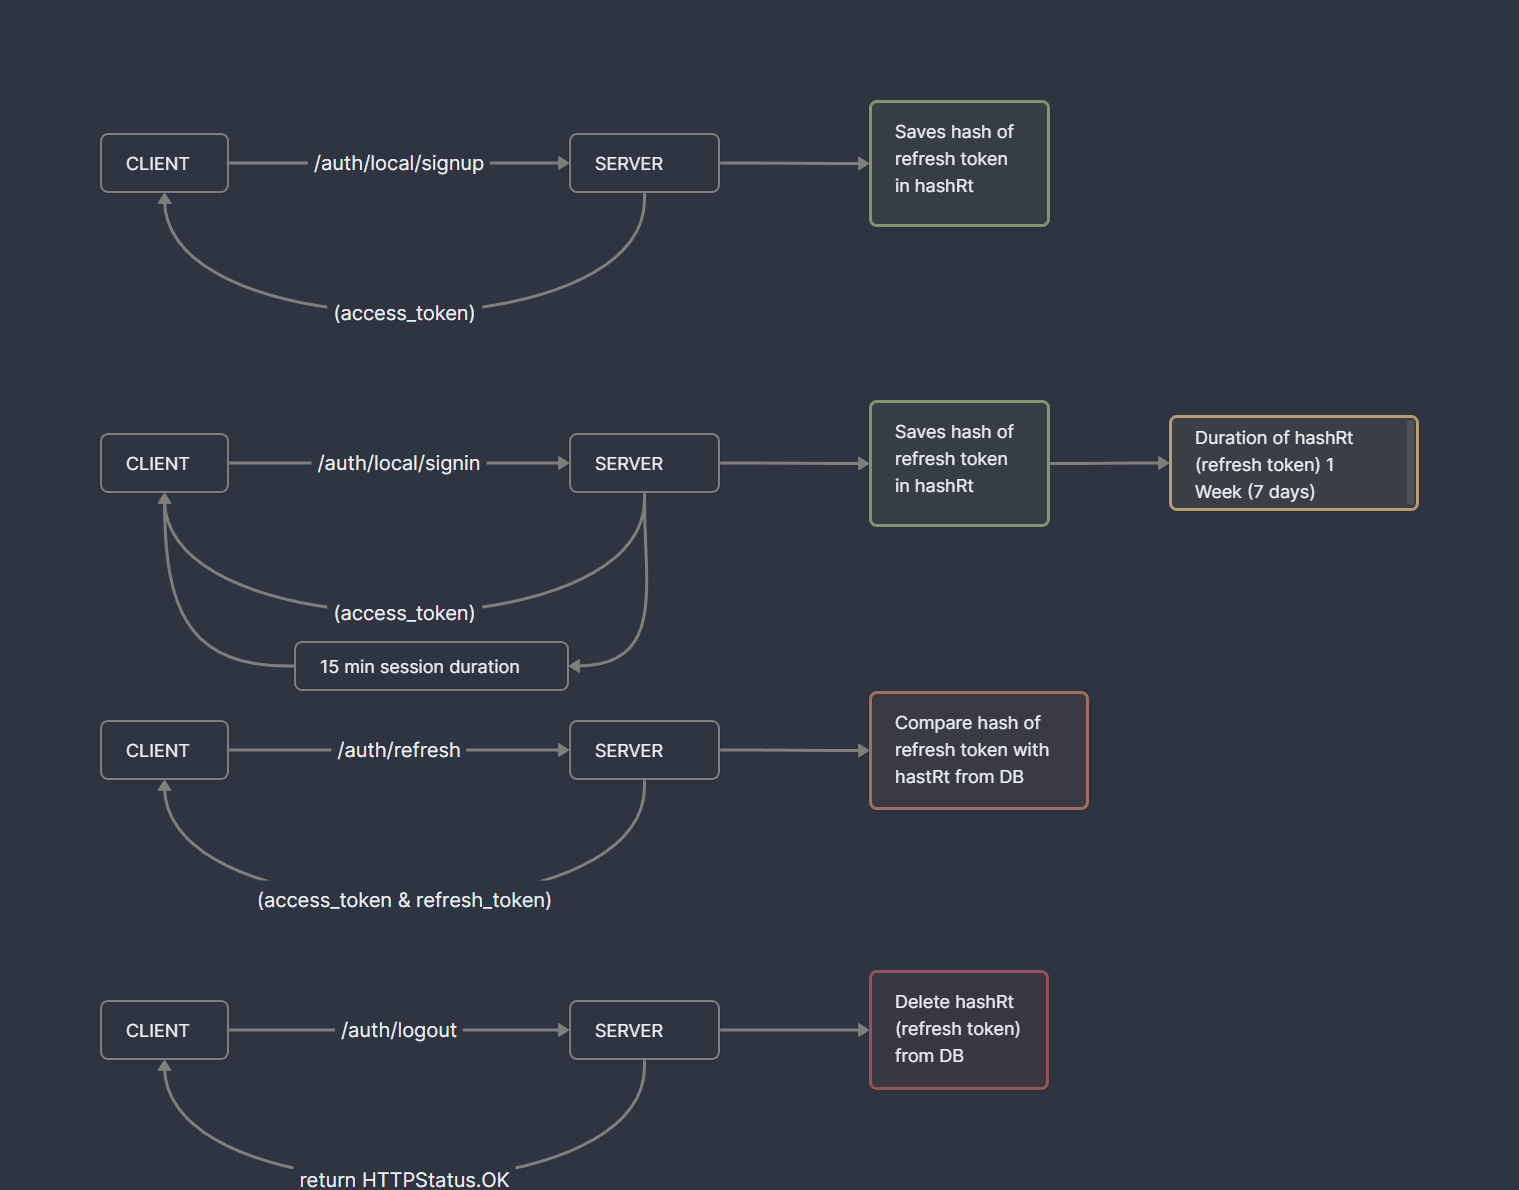 CLIENT
/auth/local/signup
SERVER
Saves hash of
refresh token
in hashRt
(access_token)
CLIENT
/auth/local/signin
SERVER
Saves hash of
refresh token
in hashRt
Duration of hashRt
(refresh token) 1
Week (7 days)
(access_token)
15 min session duration
CLIENT
/auth/refresh
SERVER
Compare hash of
refresh token with
hastRt from DB
(access_token & refresh_token)
CLIENT
/auth/logout
SERVER
Delete hashRt
(refresh token)
from DB
return HTTPStatus.OK